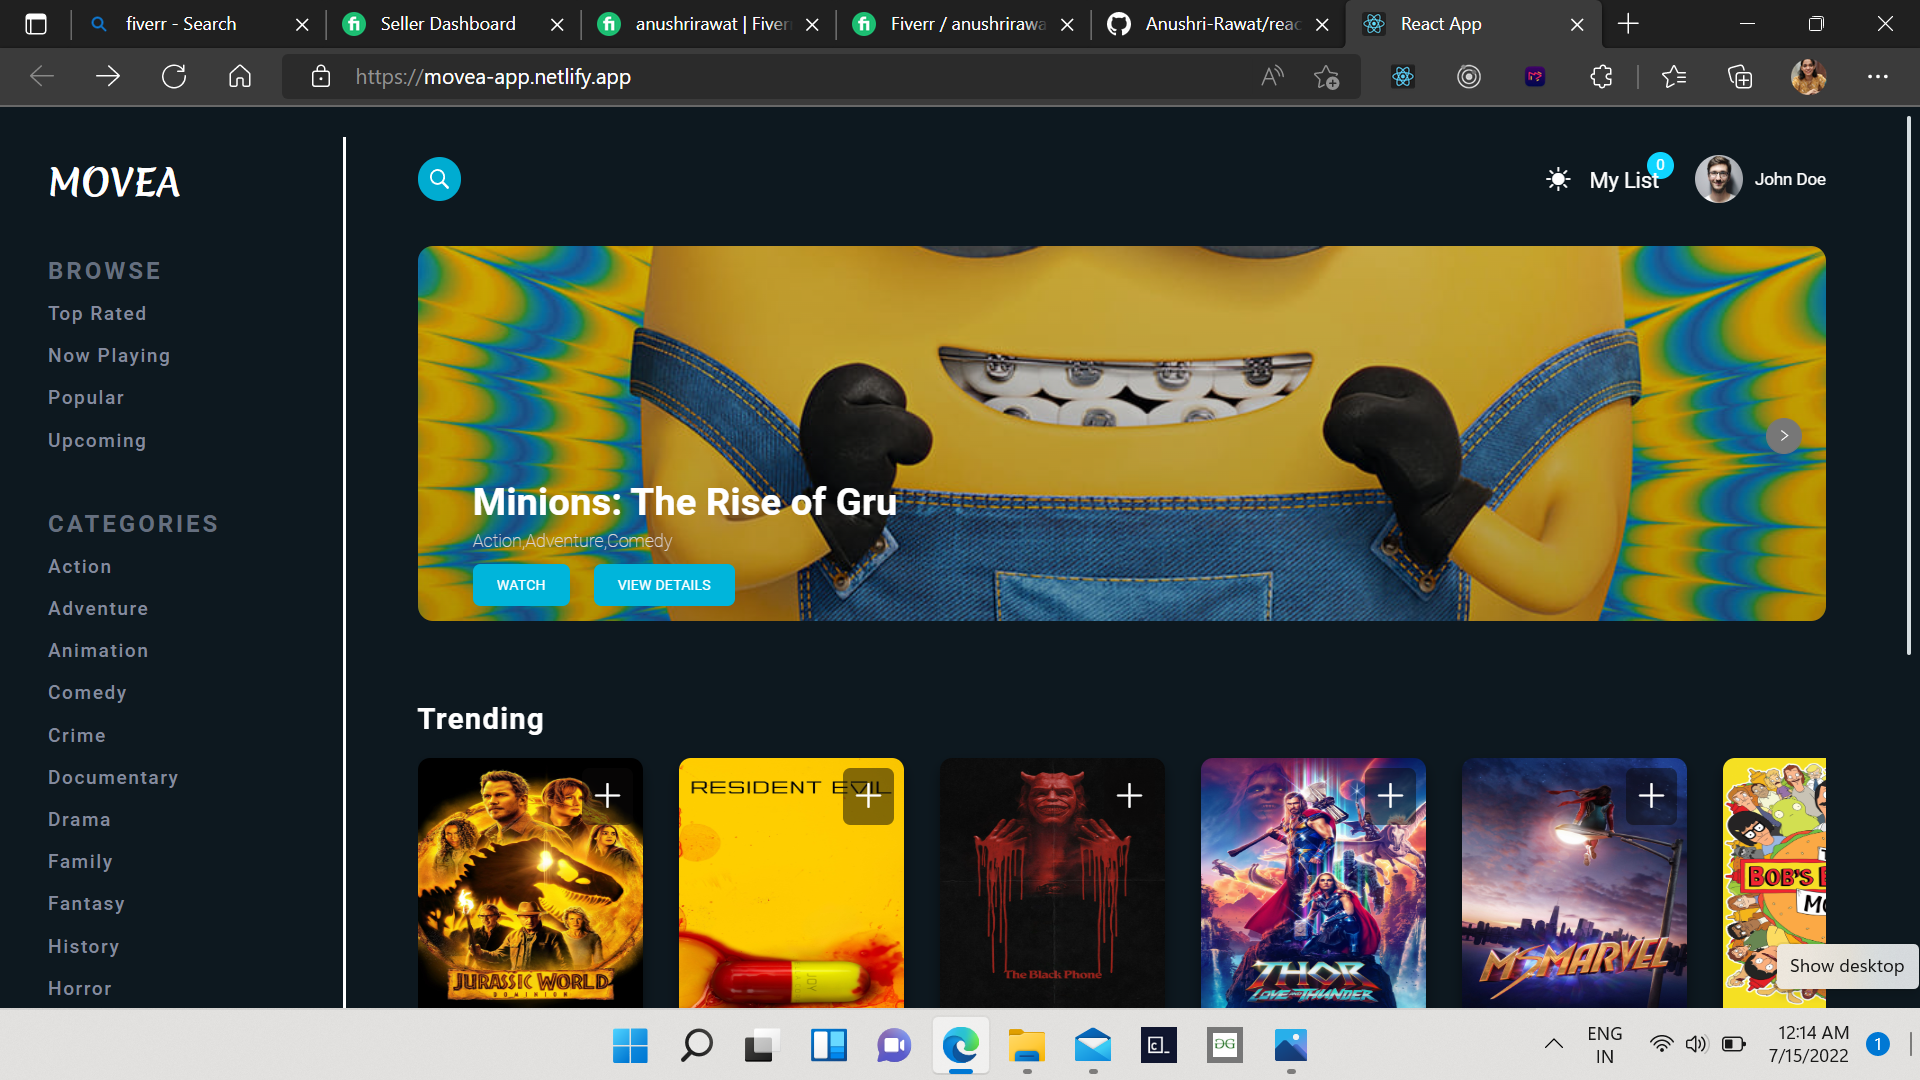 fiverr - Search
Seller Dashboard
anushrirawat | Fiver
Fiverr / anushrirawa
Anushri-Rawat/reac
React App
https://movea-app.netlify.app
MOVEA
My List
0
John Doe
BROWSE
Top Rated
Now Playing
Popular
Upcoming
CATEGORIES
Action
Adventure
Animation
Comedy
Crime
Documentary
Drama
Family
Fantasy
History
Horror
Minions: The Rise of Gru
Action,Adventure,Comedy
WATCH
VIEW DETAILS
Trending
JURASSIC WORLD
DOMINION
RESIDENT EVIL
The Black Phone
THOR
LOVE AND THUNDER
MS MARVEL
BOB'S
Show desktop
ENG
IN
12:14 AM
7/15/2022
1